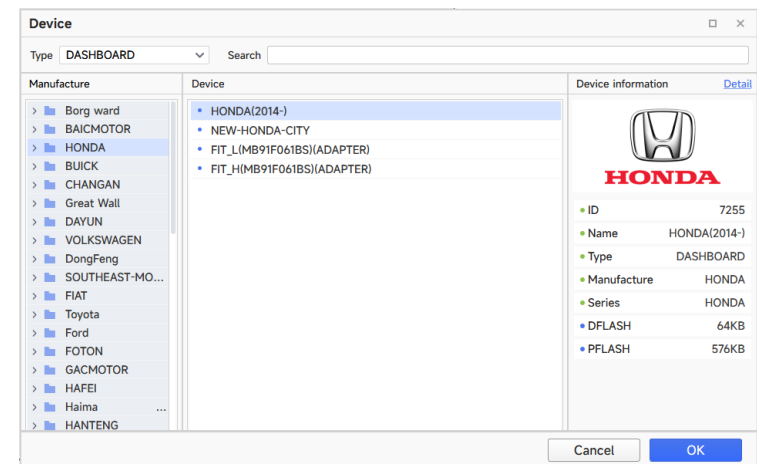 Device
Type DASHBOARD Search
Manufacture
Borg ward
BAICMOTOR
HONDA
BUICK
CHANGAN
Great Wall
DAYUN
VOLKSWAGEN
DongFeng
SOUTHEAST-MO...
FIAT
Toyota
Ford
FOTON
GACMOTOR
HAFEI
Haima ...
HANTENG
Device
HONDA(2014-)
NEW-HONDA-CITY
FIT_L(MB91F061BS)(ADAPTER)
FIT_H(MB91F061BS)(ADAPTER)
Device information Detail
HONDA
ID 7255
Name HONDA(2014-)
Type DASHBOARD
Manufacture HONDA
Series HONDA
DFLASH 64KB
PFLASH 576KB
Cancel OK